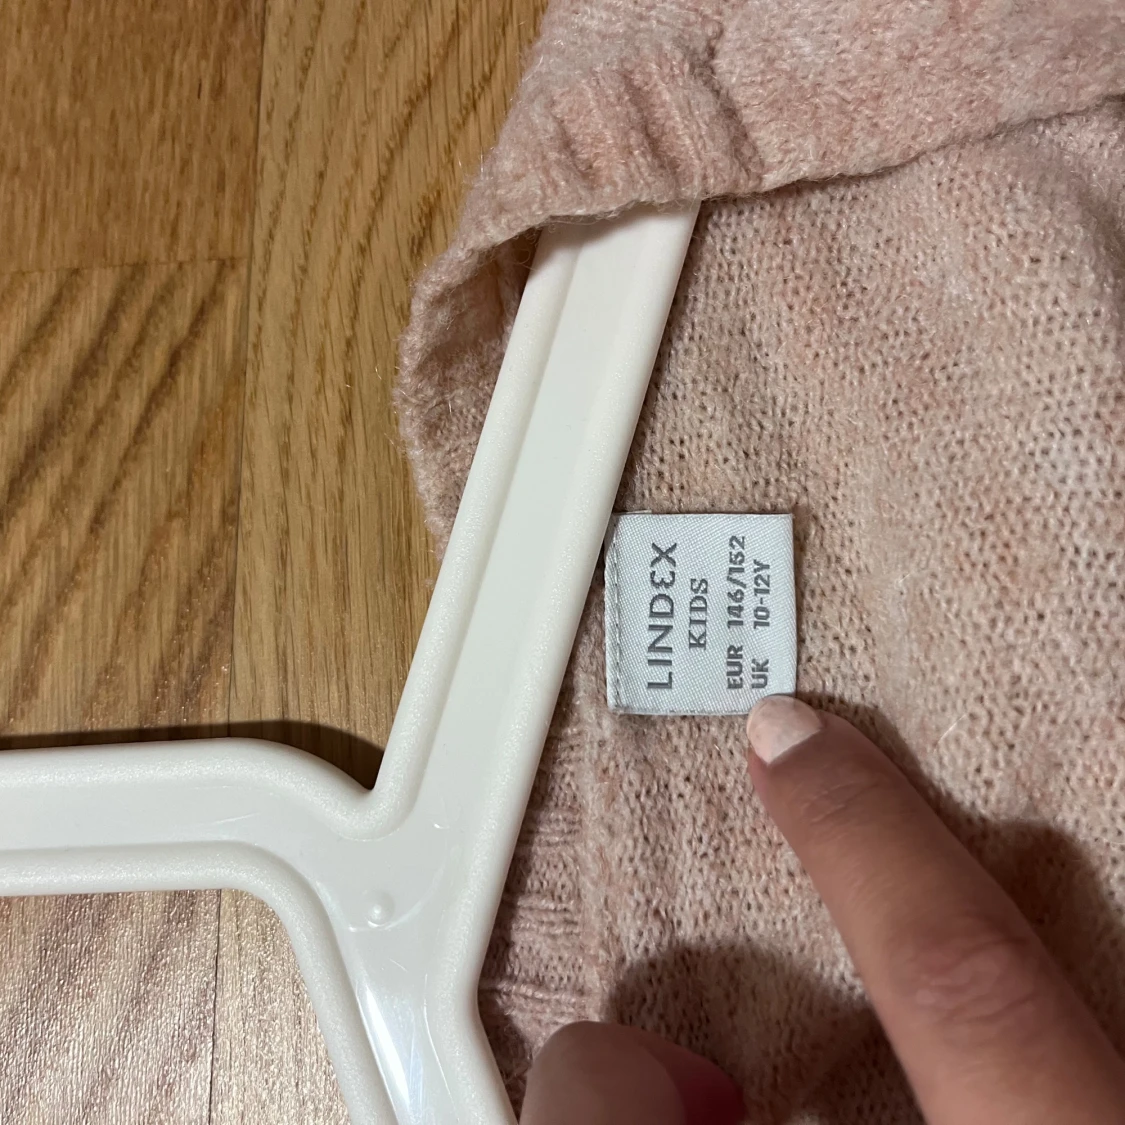 LINDEX
KIDS
EUR 146/152
UK 10-12Y